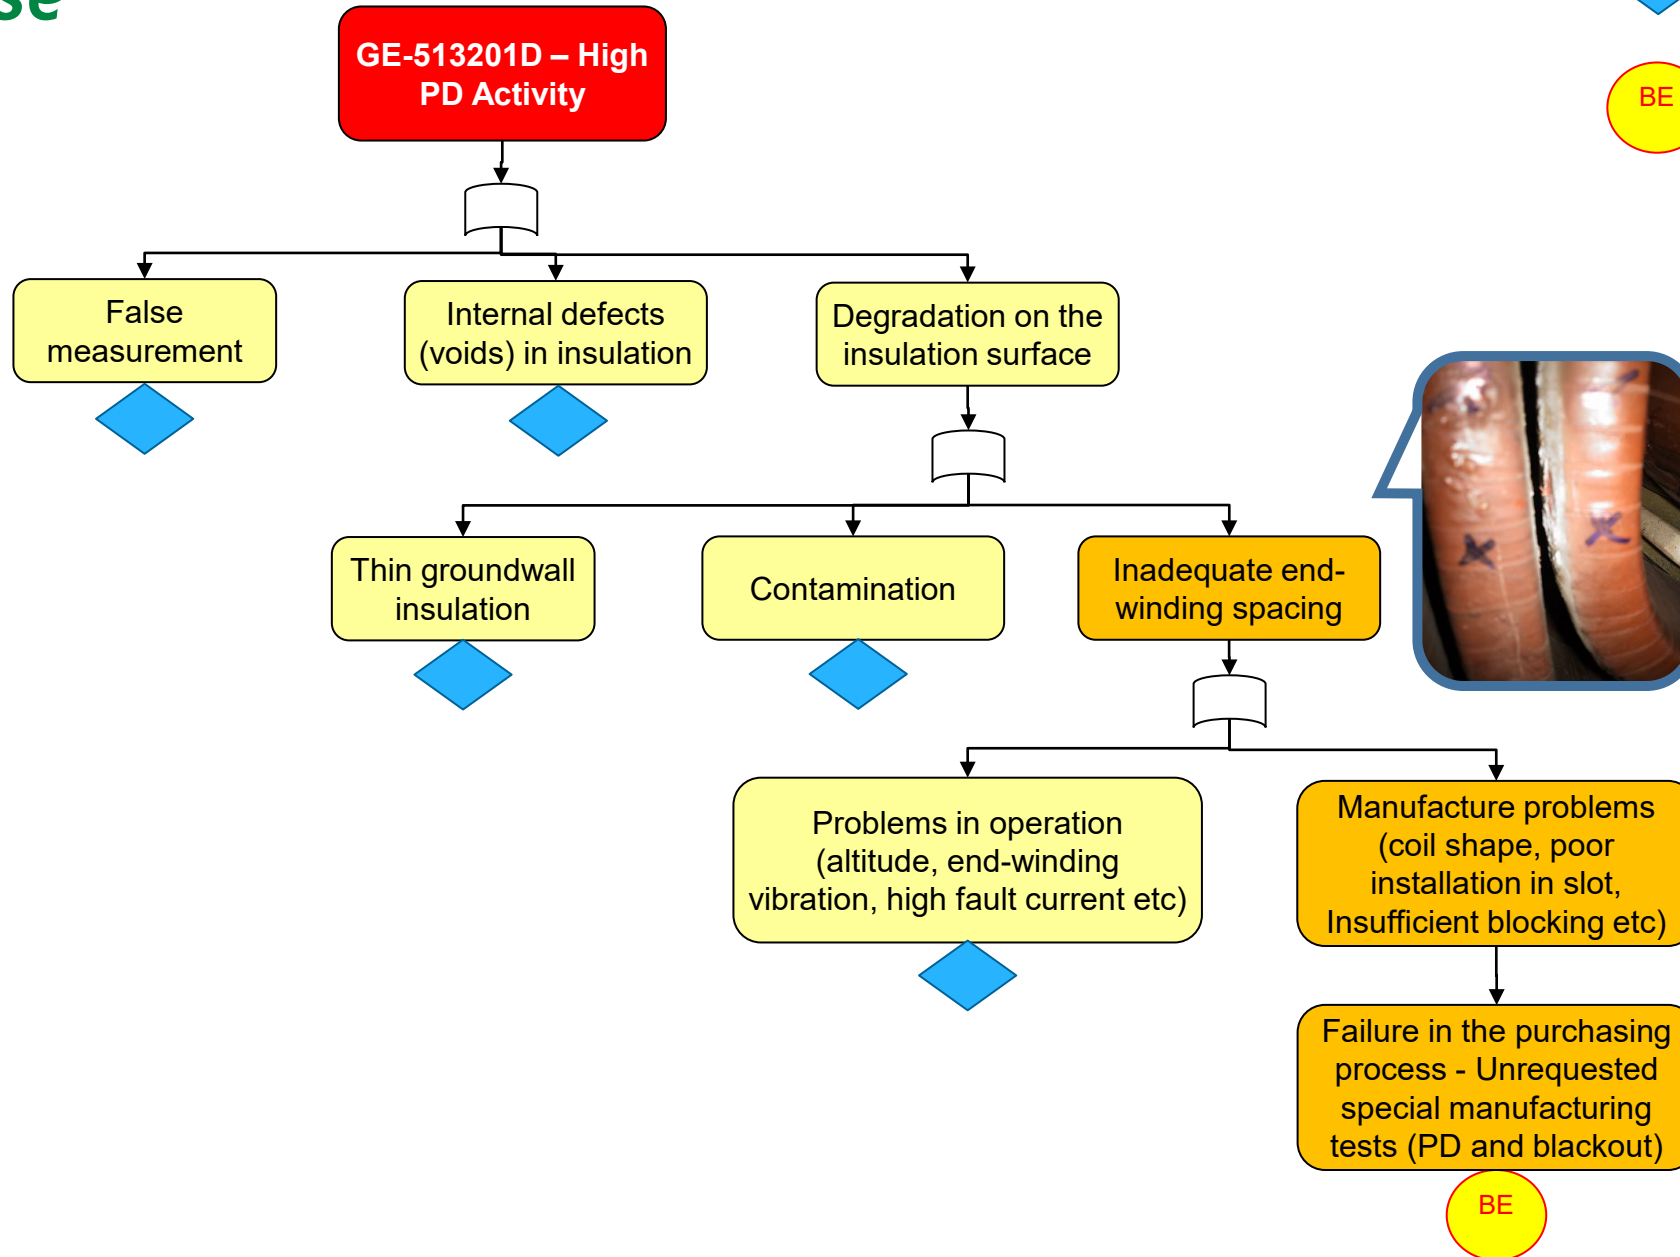 GE-513201D – High
PD Activity
BE
False
measurement
Internal defects
(voids) in insulation
Degradation on the
insulation surface
Thin groundwall
insulation
Contamination
Inadequate end-
winding spacing
Problems in operation
(altitude, end-winding
vibration, high fault current etc)
Manufacture problems
(coil shape, poor
installation in slot,
Insufficient blocking etc)
Failure in the purchasing
process - Unrequested
special manufacturing
tests (PD and blackout)
BE